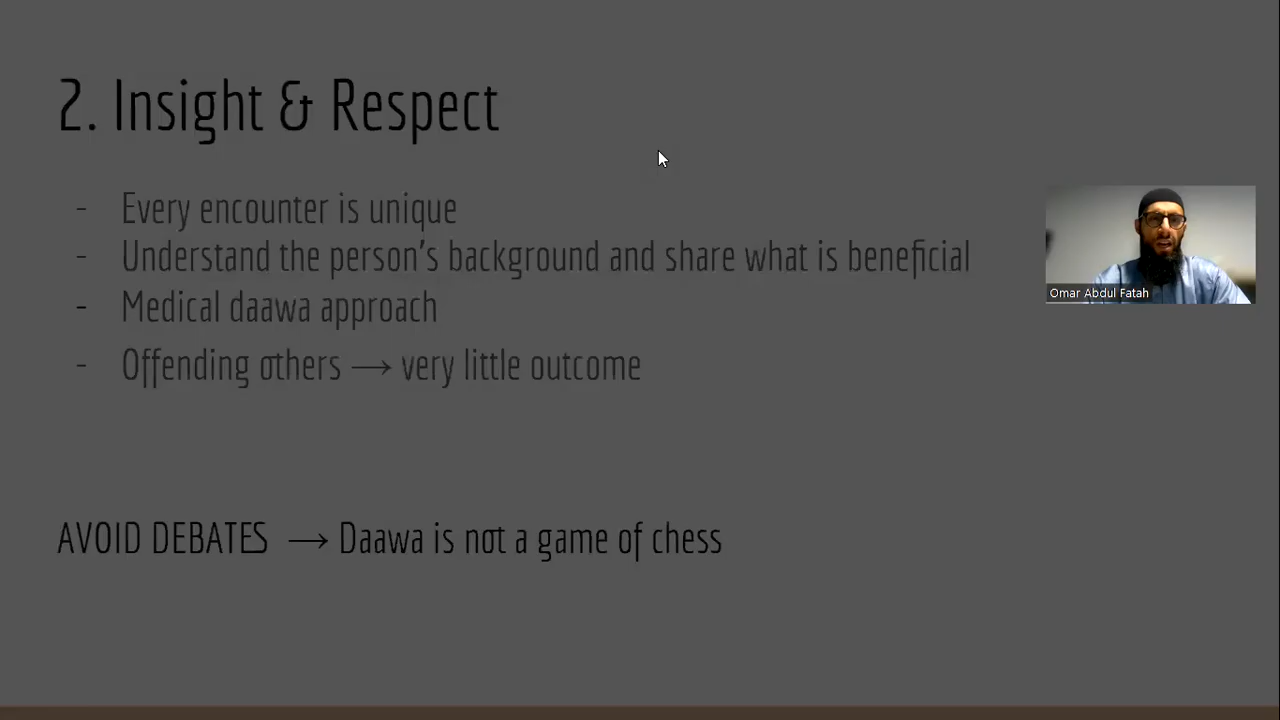 2. Insight & Respect
- Every encounter is unique
- Understand the person's background and share what is beneficial
- Medical daawa approach
- Offending others → very little outcome
Omar Abdul Fatah
AVOID DEBATES → Daawa is not a game of chess